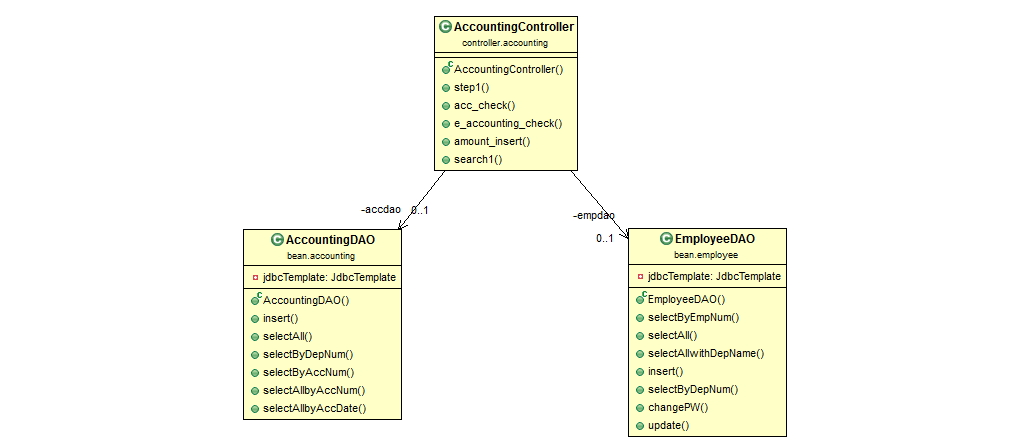 C AccountingController
controller.accounting
c AccountingController()
step1()
acc_check()
e_accounting_check()
amount_insert()
search1()
-accdao 0..1
-empdao
0..1
C AccountingDAO
bean.accounting
jdbcTemplate: JdbcTemplate
c AccountingDAO()
insert()
selectAll()
selectByDepNum()
selectByAccNum()
selectAllbyAccNum()
selectAllbyAccDate()
C EmployeeDAO
bean.employee
jdbcTemplate: JdbcTemplate
c EmployeeDAO()
selectByEmpNum()
selectAll()
selectAllwithDepName()
insert()
selectByDepNum()
changePW()
update()